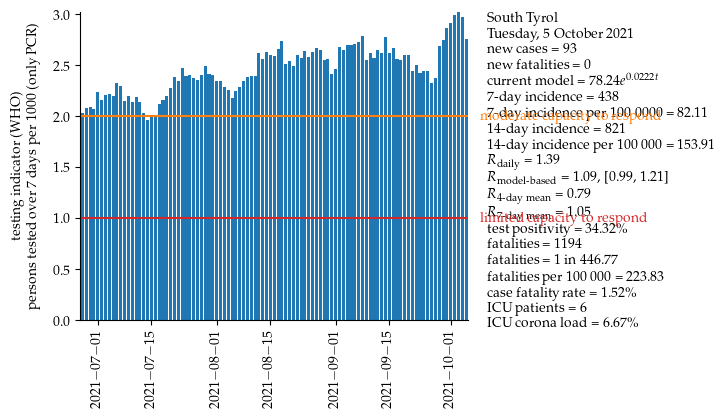 testing indicator (WHO)
persons tested over 7 days per 1000 (only PCR)
3.0
2.5
2.0
1.5
1.0
0.5
0.0
2021−07−01
2021−07−15
2021−08−01
2021−08−15
2021−09−01
2021−09−15
2021−10−01
South Tyrol
Tuesday, 5 October 2021
new cases = 93
new fatalities = 0
current model = 78.24e^0.0222t
7-day incidence = 438
7-day incidence per 100 0000 = 82.11
moderate capacity to respond
14-day incidence = 821
14-day incidence per 100 000 = 153.91
R daily = 1.39
R model-based = 1.09, [0.99, 1.21]
R 4-day mean = 0.79
R 7-day mean = 1.05
limited capacity to respond
test positivity = 34.32%
fatalities = 1194
fatalities = 1 in 446.77
fatalities per 100 000 = 223.83
case fatality rate = 1.52%
ICU patients = 6
ICU corona load = 6.67%